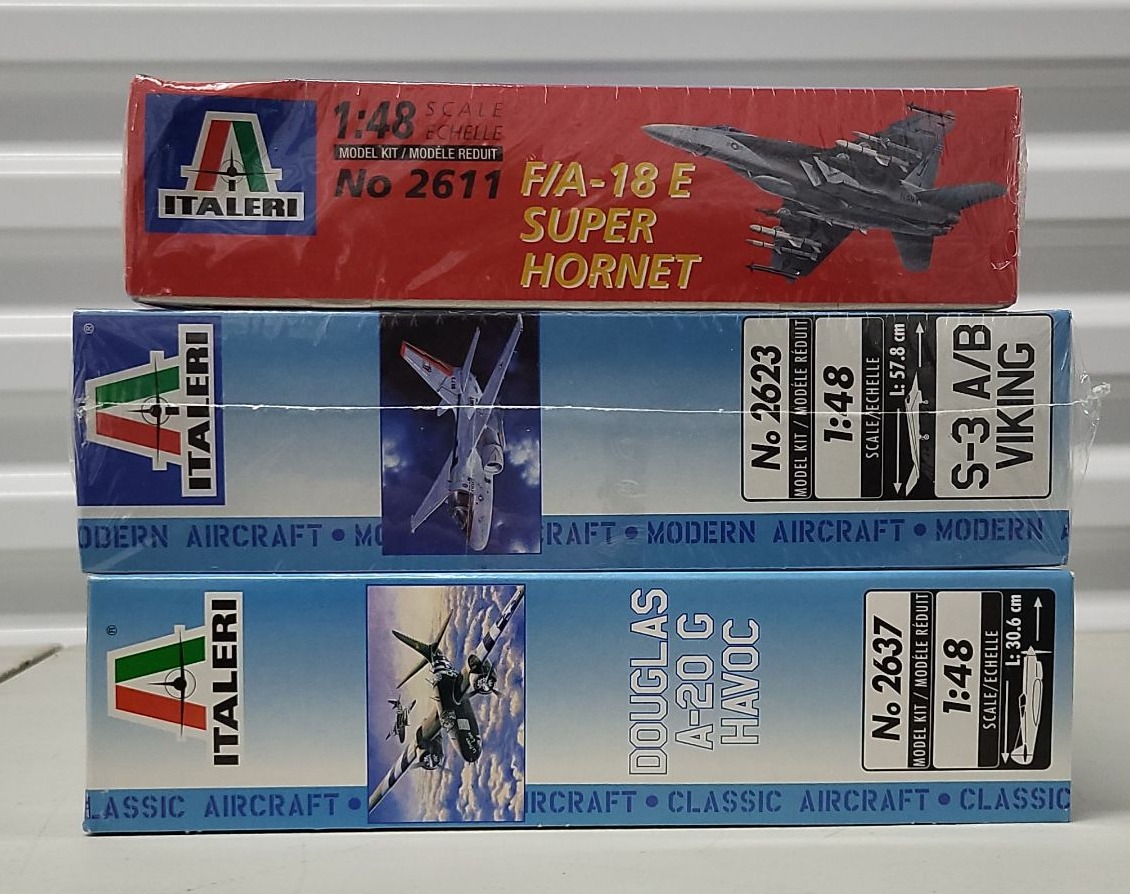 ITALERI
1:48 SCALE
ECHELLE
MODEL KIT / MODÈLE REDUIT
No 2611
F/A-18 E
SUPER
HORNET
®
ITALERI
No 2623
MODEL KIT / MODÈLE RÉDUIT
1:48
SCALE/ECHELLE
L: 57.8 cm
S-3 A/B
VIKING
ODERN AIRCRAFT • MO
RAFT • MODERN AIRCRAFT • MODERN A
®
ITALERI
DOUGLAS
A-20 G
HAVOC
No 2637
MODEL KIT / MODÈLE RÉDUIT
1:48
SCALE/ECHELLE
L: 30.6 cm
LASSIC AIRCRAFT •
IRCRAFT • CLASSIC AIRCRAFT • CLASSIC